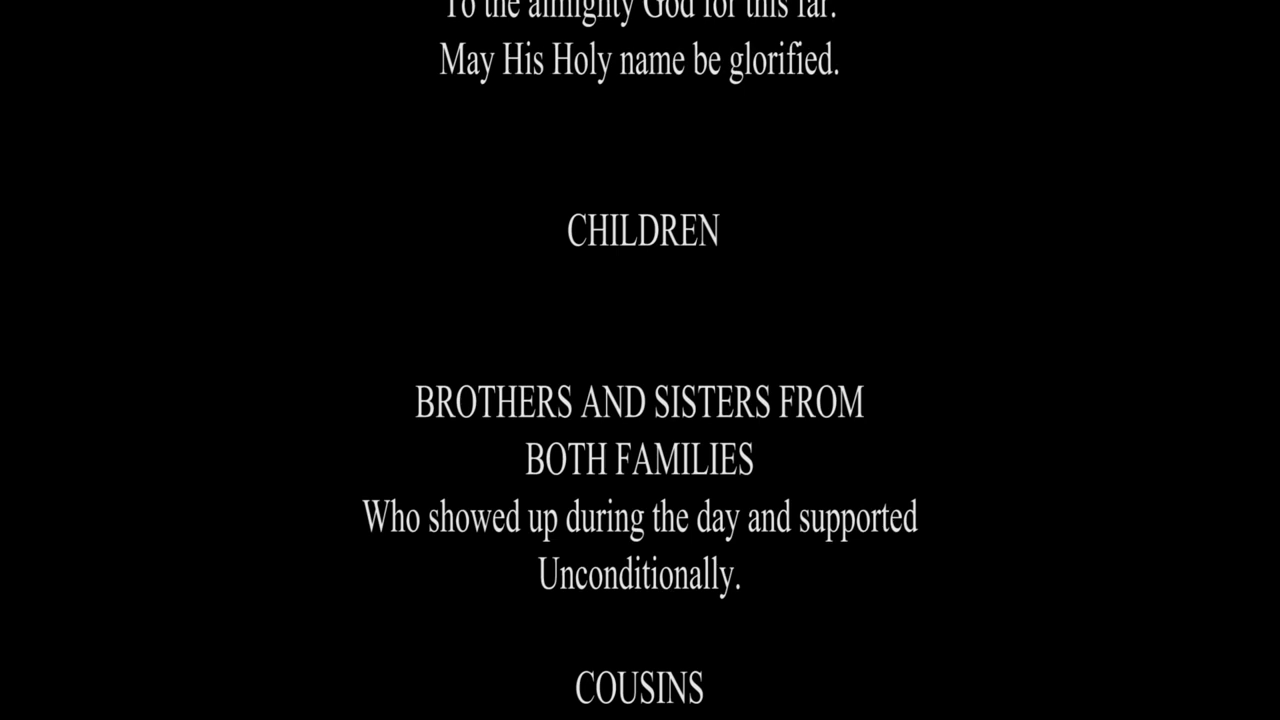 To the almighty God for this far.
May His Holy name be glorified.
CHILDREN
BROTHERS AND SISTERS FROM
BOTH FAMILIES
Who showed up during the day and supported
Unconditionally.
COUSINS